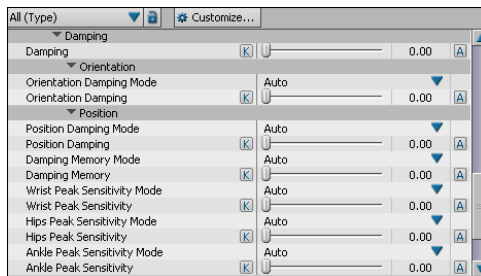 All (Type) Customize...
Damping
Damping K 0.00 A
Orientation
Orientation Damping Mode Auto
Orientation Damping K 0.00 A
Position
Position Damping Mode Auto
Position Damping K 0.00 A
Damping Memory Mode Auto
Damping Memory K 0.00 A
Wrist Peak Sensitivity Mode Auto
Wrist Peak Sensitivity K 0.00 A
Hips Peak Sensitivity Mode Auto
Hips Peak Sensitivity K 0.00 A
Ankle Peak Sensitivity Mode Auto
Ankle Peak Sensitivity K 0.00 A